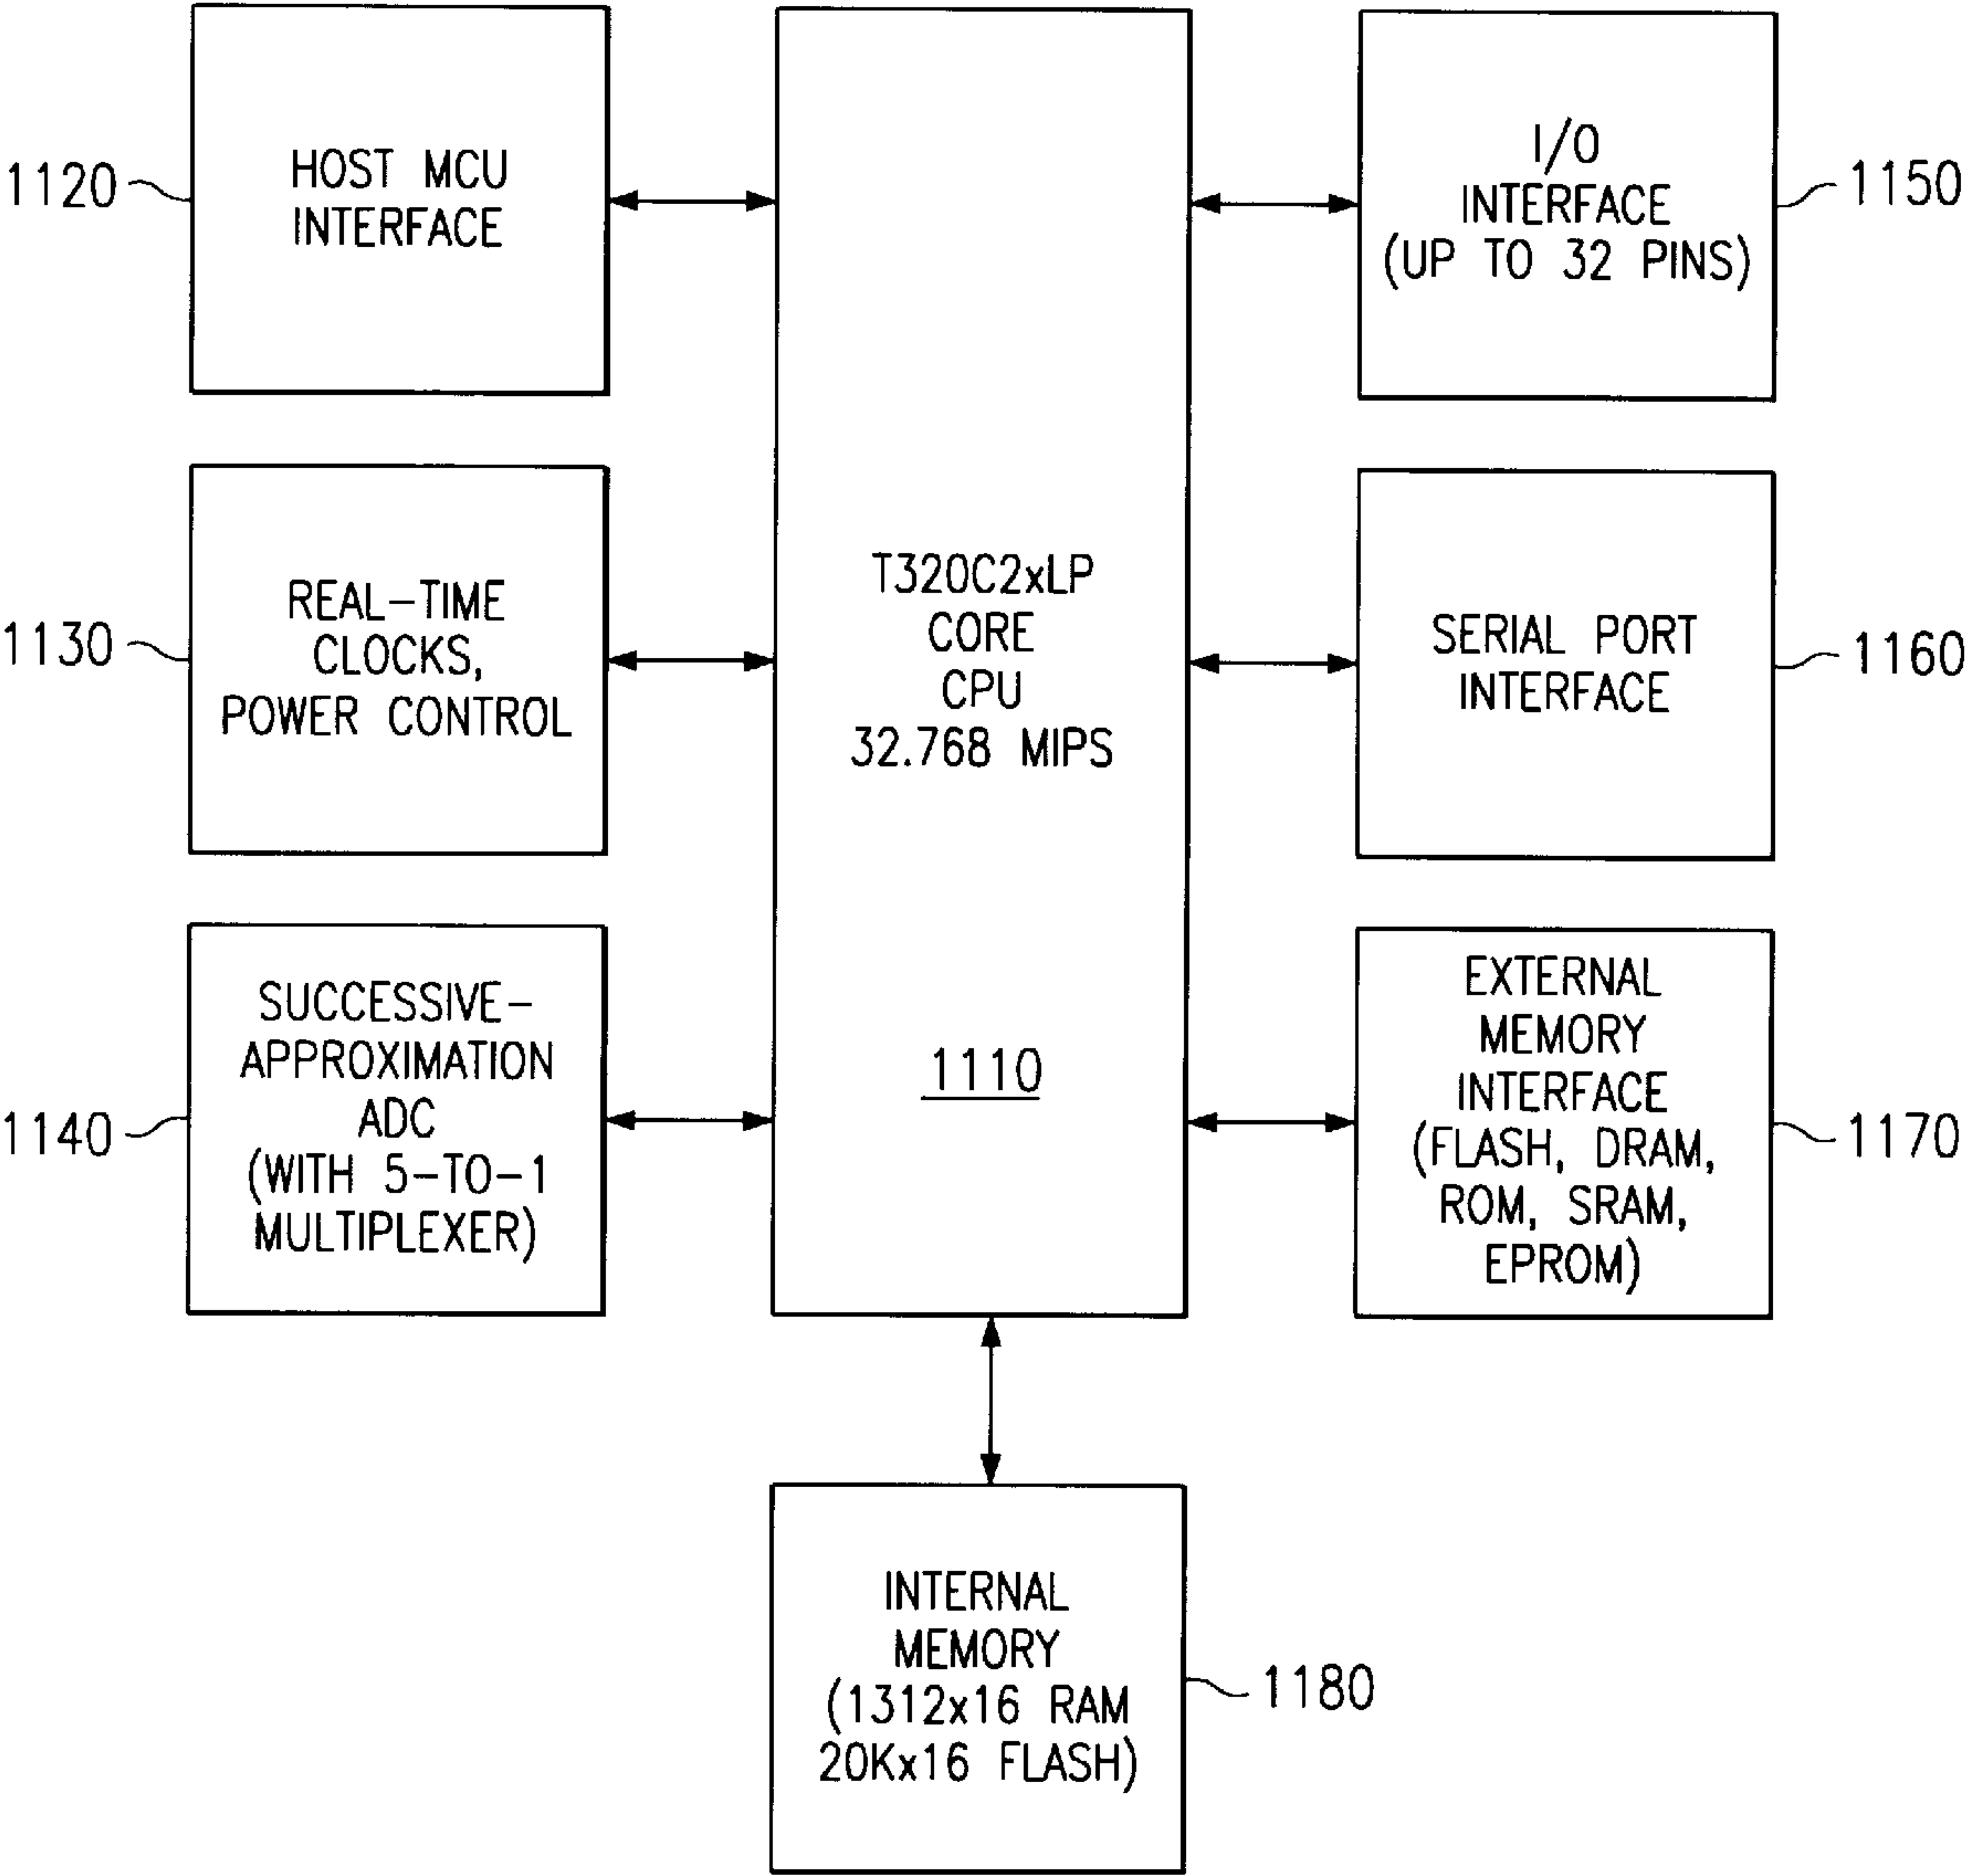 1120
HOST MCU
INTERFACE
1130
REAL-TIME
CLOCKS,
POWER CONTROL
1140
SUCCESSIVE-
APPROXIMATION
ADC
(WITH 5-TO-1
MULTIPLEXER)
T320C2xLP
CORE
CPU
32.768 MIPS
1110
I/O
INTERFACE
(UP TO 32 PINS)
1150
SERIAL PORT
INTERFACE
1160
EXTERNAL
MEMORY
INTERFACE
(FLASH, DRAM,
ROM, SRAM,
EPROM)
1170
INTERNAL
MEMORY
(1312x16 RAM
20Kx16 FLASH)
1180